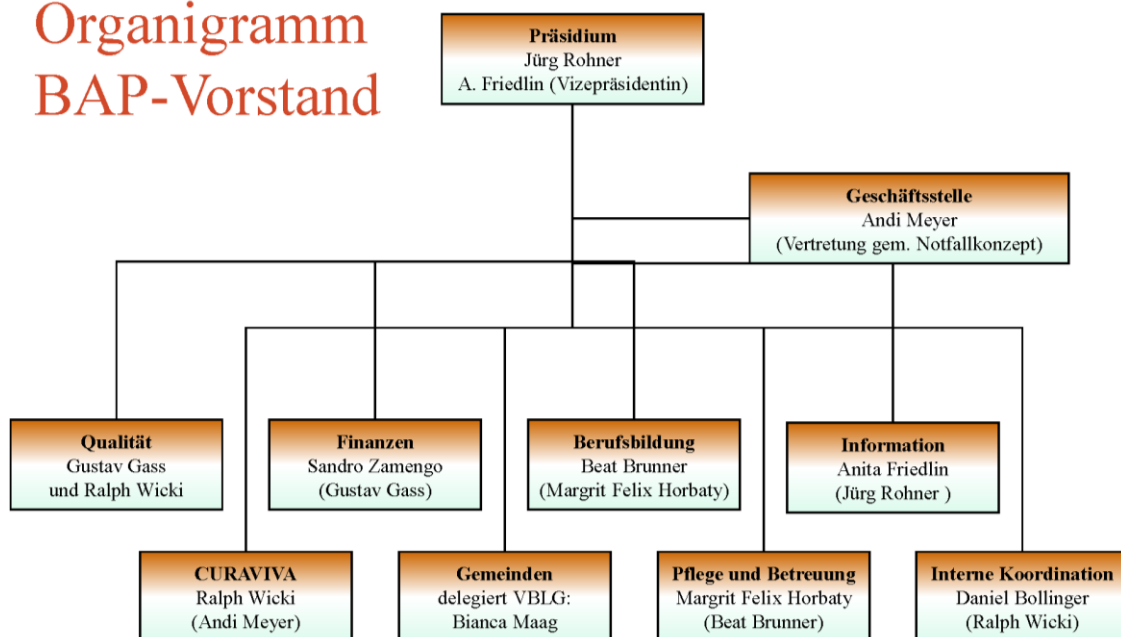 Organigramm
BAP-Vorstand
Präsidium
Jürg Rohner
A. Friedlin (Vizepräsidentin)
Geschäftsstelle
Andi Meyer
(Vertretung gem. Notfallkonzept)
Qualität
Gustav Gass
und Ralph Wicki
Finanzen
Sandro Zamengo
(Gustav Gass)
Berufsbildung
Beat Brunner
(Margrit Felix Horbaty)
Information
Anita Friedlin
(Jürg Rohner )
CURAVIVA
Ralph Wicki
(Andi Meyer)
Gemeinden
delegiert VBLG:
Bianca Maag
Pflege und Betreuung
Margrit Felix Horbaty
(Beat Brunner)
Interne Koordination
Daniel Bollinger
(Ralph Wicki)